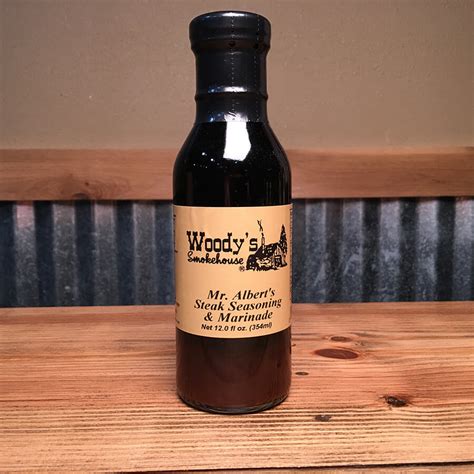 Woody's
Smokehouse
®
Mr. Albert's
Steak Seasoning
& Marinade
Net 12.0 fl oz. (354ml)